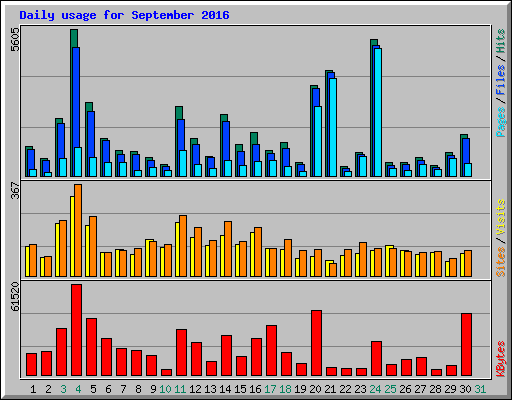 Daily usage for September 2016
5605
Pages / Files / Hits
367
Sites / Visits
61520
KBytes
1 2 3 4 5 6 7 8 9 10 11 12 13 14 15 16 17 18 19 20 21 22 23 24 25 26 27 28 29 30 31